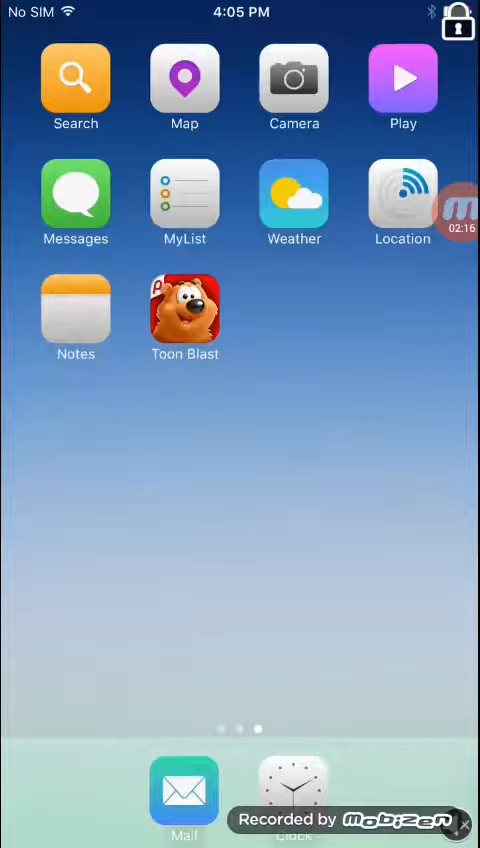 No SIM 4:05 PM
Search Map Camera Play
Messages MyList Weather Location
02:16
Notes Toon Blast
Mail Clock
Recorded by MOBIZEN